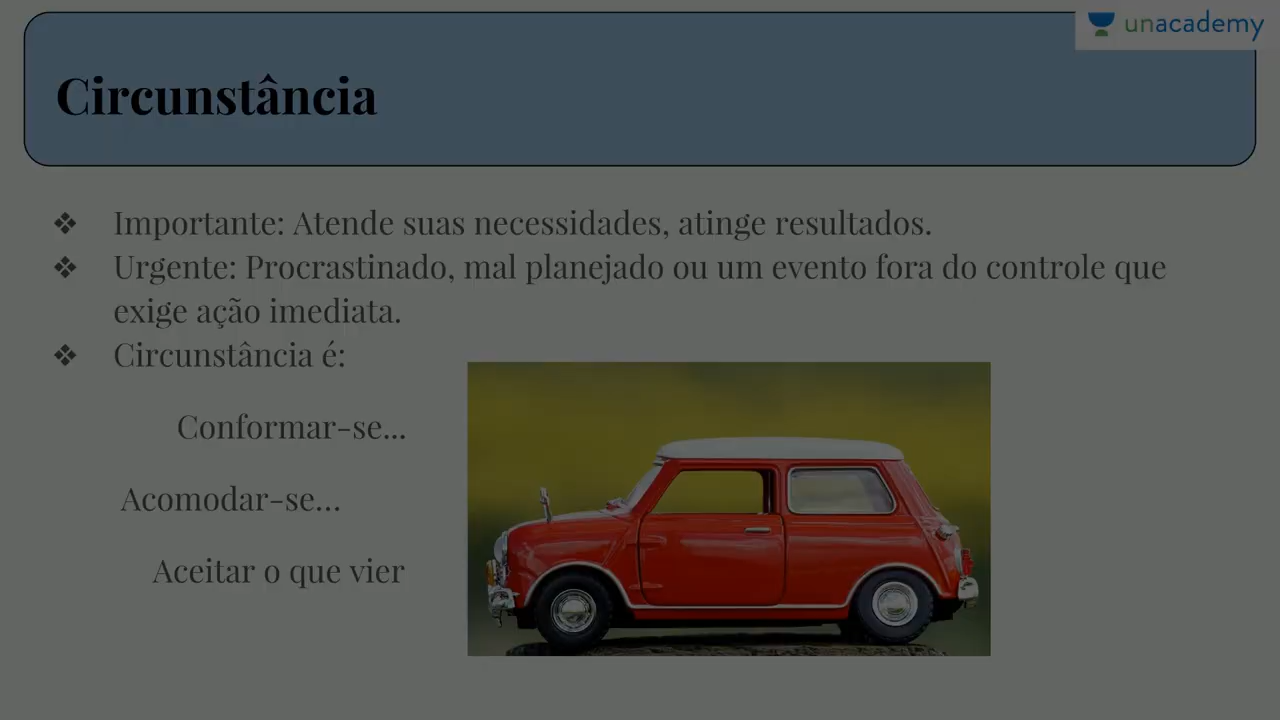 unacademy
Circunstância
❖ Importante: Atende suas necessidades, atinge resultados.
❖ Urgente: Procrastinado, mal planejado ou um evento fora do controle que
exige ação imediata.
❖ Circunstância é:
Conformar-se...
Acomodar-se...
Aceitar o que vier